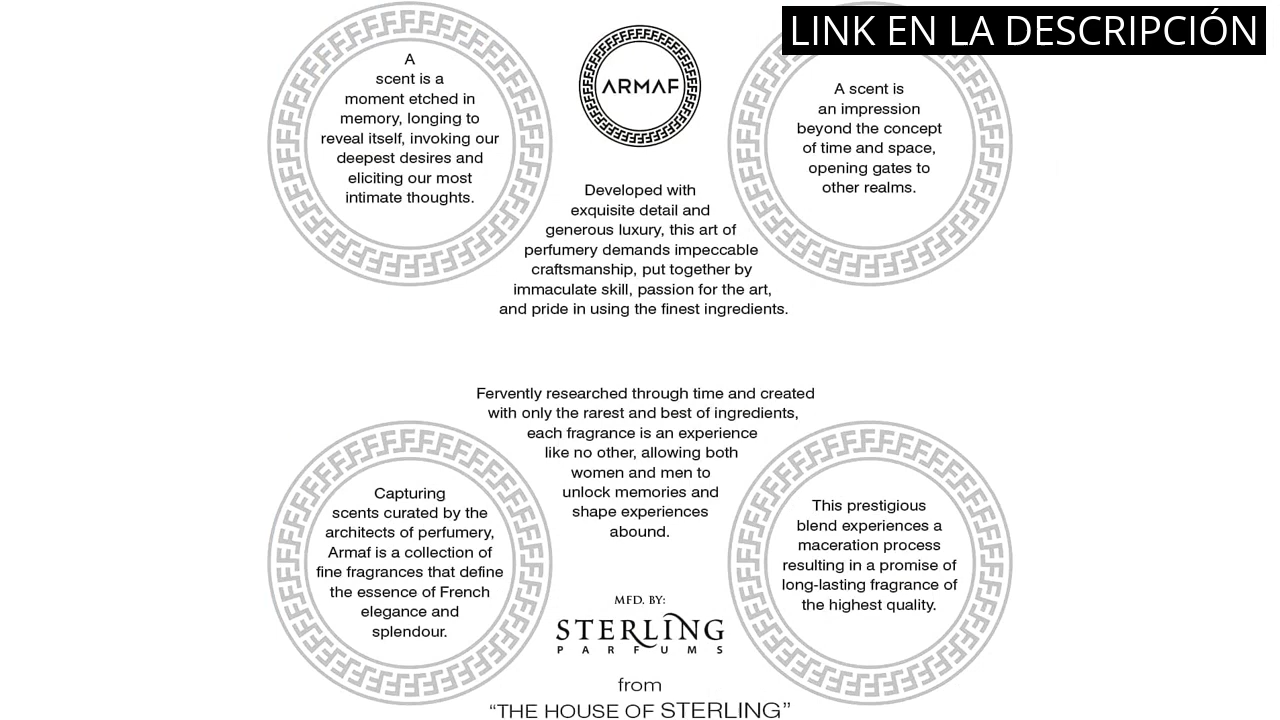 LINK EN LA DESCRIPCIÓN
A
scent is a
moment etched in
memory, longing to
reveal itself, invoking our
deepest desires and
eliciting our most
intimate thoughts.
ARMAF
A scent is
an impression
beyond the concept
of time and space,
opening gates to
other realms.
Developed with
exquisite detail and
generous luxury, this art of
perfumery demands impeccable
craftsmanship, put together by
immaculate skill, passion for the art,
and pride in using the finest ingredients.
Fervently researched through time and created
with only the rarest and best of ingredients,
each fragrance is an experience
like no other, allowing both
women and men to
unlock memories and
shape experiences
abound.
Capturing
scents curated by the
architects of perfumery,
Armaf is a collection of
fine fragrances that define
the essence of French
elegance and
splendour.
This prestigious
blend experiences a
maceration process
resulting in a promise of
long-lasting fragrance of
the highest quality.
MFD. BY:
STERLING
PARFUMS
from
“THE HOUSE OF STERLING”